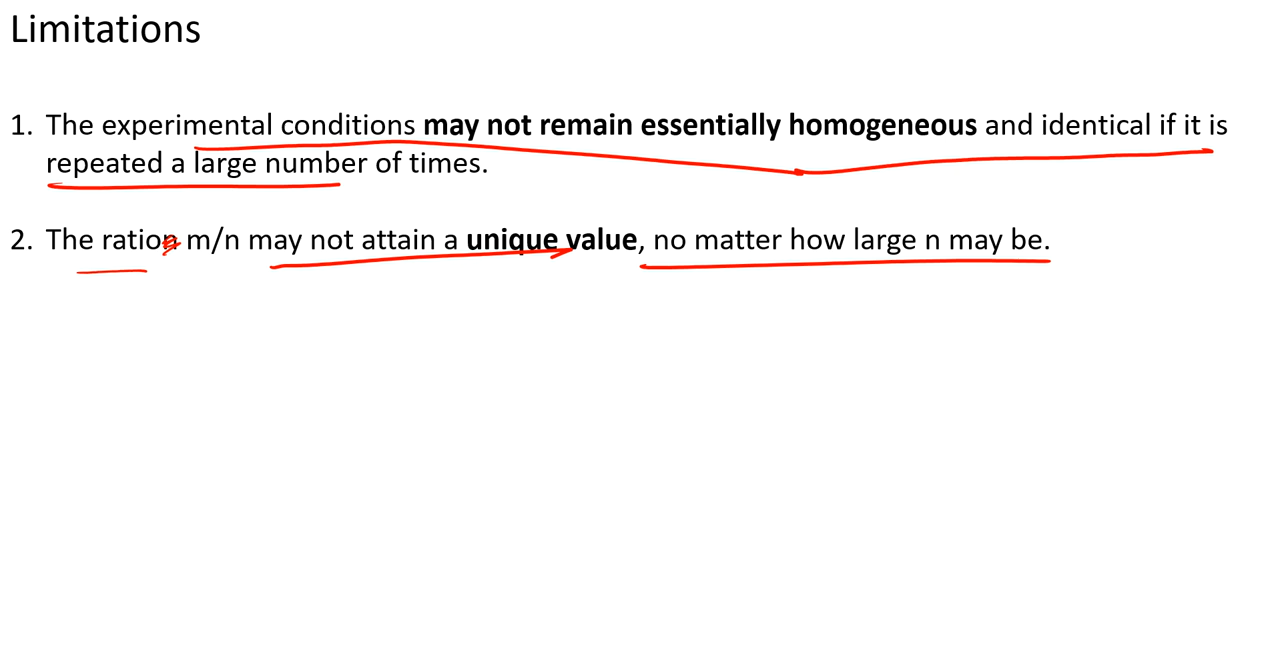 Limitations
1. The experimental conditions may not remain essentially homogeneous and identical if it is
repeated a large number of times.
2. The ration m/n may not attain a unique value, no matter how large n may be.